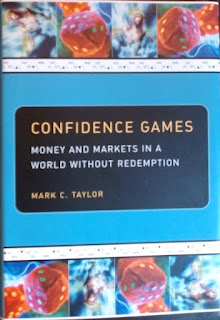 CONFIDENCE GAMES
MONEY AND MARKETS IN A
WORLD WITHOUT REDEMPTION
MARK C. TAYLOR